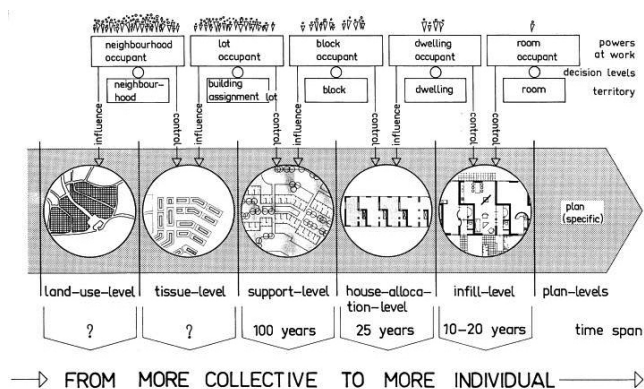 neighbourhood occupant
lot occupant
block occupant
dwelling occupant
room occupant
powers at work
decision levels
neighbour-hood
building assignment lot
block
dwelling
room
territory
influence
control
influence
control
influence
control
influence
control
control
plan (specific)
land-use-level
tissue-level
support-level
house-alloca-tion-level
infill-level
plan-levels
?
?
100 years
25 years
10-20 years
time span
FROM MORE COLLECTIVE TO MORE INDIVIDUAL